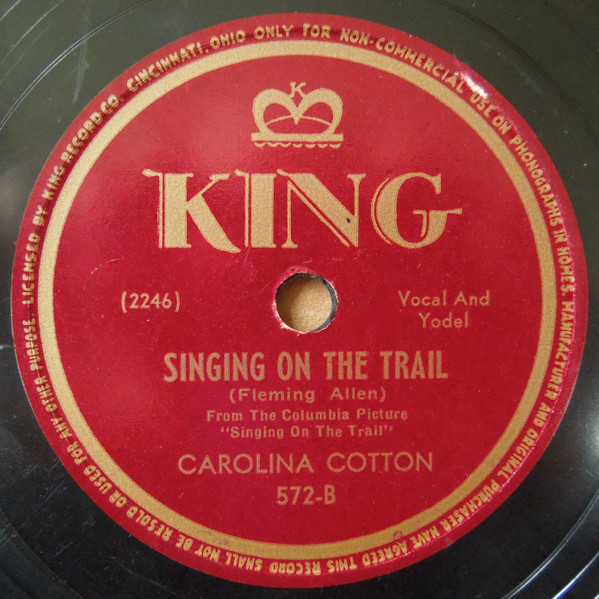 LICENSED BY KING RECORD CO. CINCINNATI, OHIO ONLY FOR NON-COMMERCIAL USE ON PHONOGRAPHS IN HOMES. MANUFACTURER AND ORIGINAL PURCHASER HAVE AGREED THIS RECORD SHALL NOT BE RESOLD OR USED FOR ANY OTHER PURPOSE.
K
KING
(2246)
Vocal And
Yodel
SINGING ON THE TRAIL
(Fleming Allen)
From The Columbia Picture
"Singing On The Trail"
CAROLINA COTTON
572-B